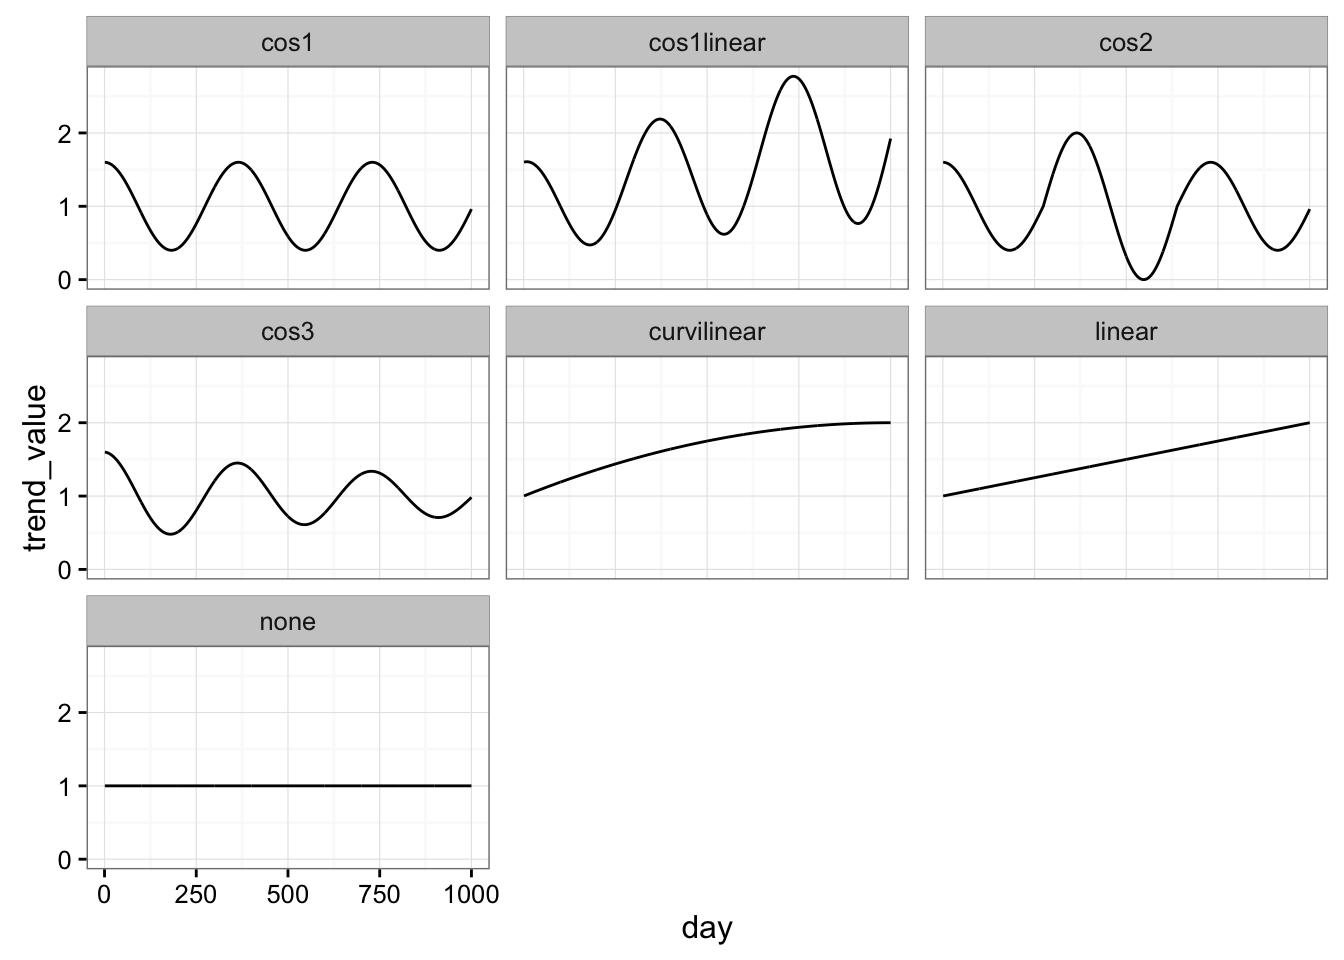 cos1
cos1linear
cos2
2
1
0
cos3
curvilinear
linear
trend_value
2
1
0
none
2
1
0
0 250 500 750 1000
day